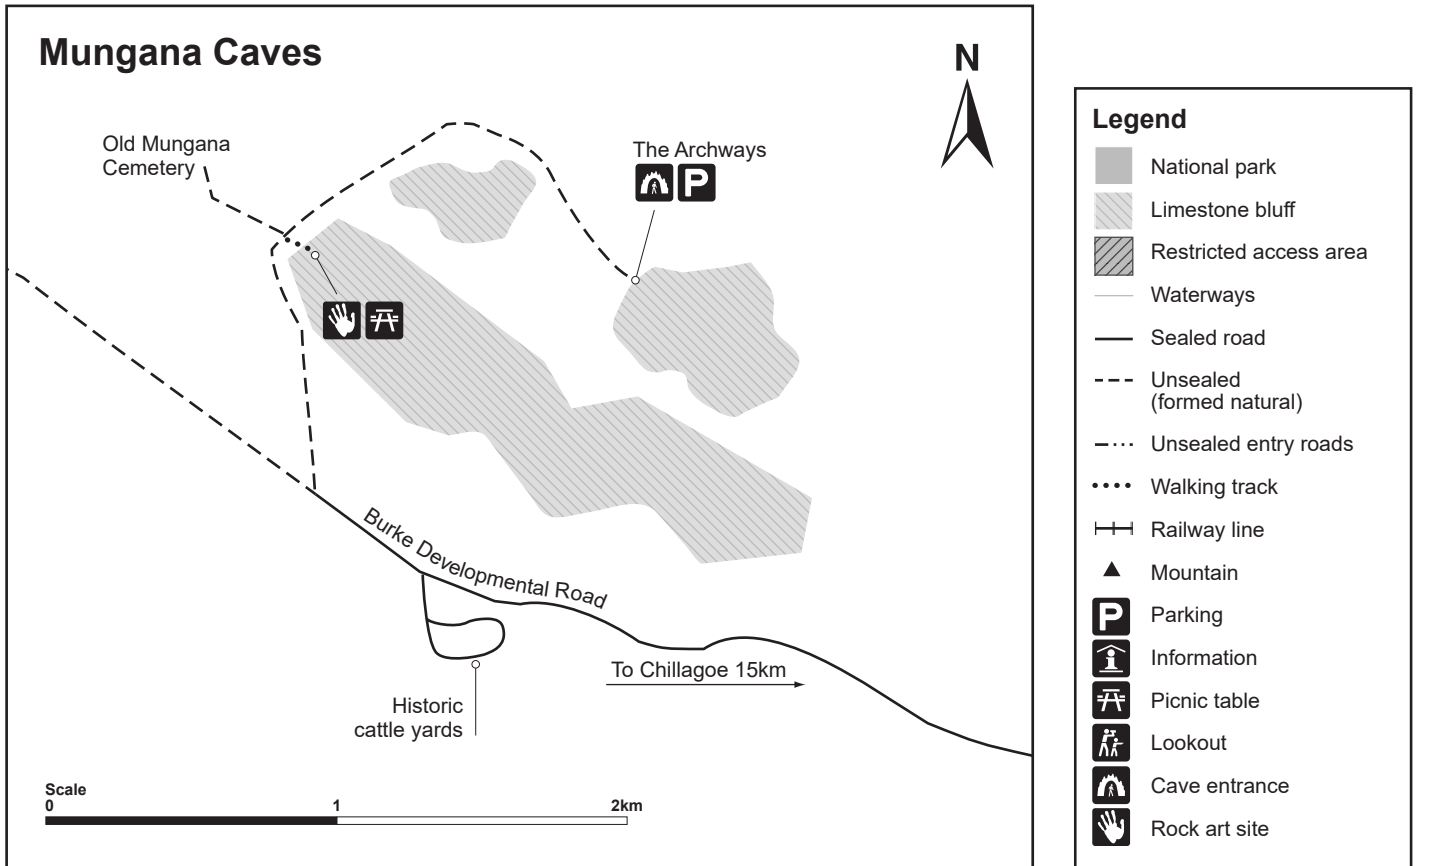 Mungana Caves
N
Old Mungana
Cemetery
The Archways
P
Burke Developmental Road
To Chillagoe 15km
Historic
cattle yards
Scale
0 1 2km
Legend
National park
Limestone bluff
Restricted access area
Waterways
Sealed road
Unsealed
(formed natural)
Unsealed entry roads
Walking track
Railway line
Mountain
P Parking
Information
Picnic table
Lookout
Cave entrance
Rock art site